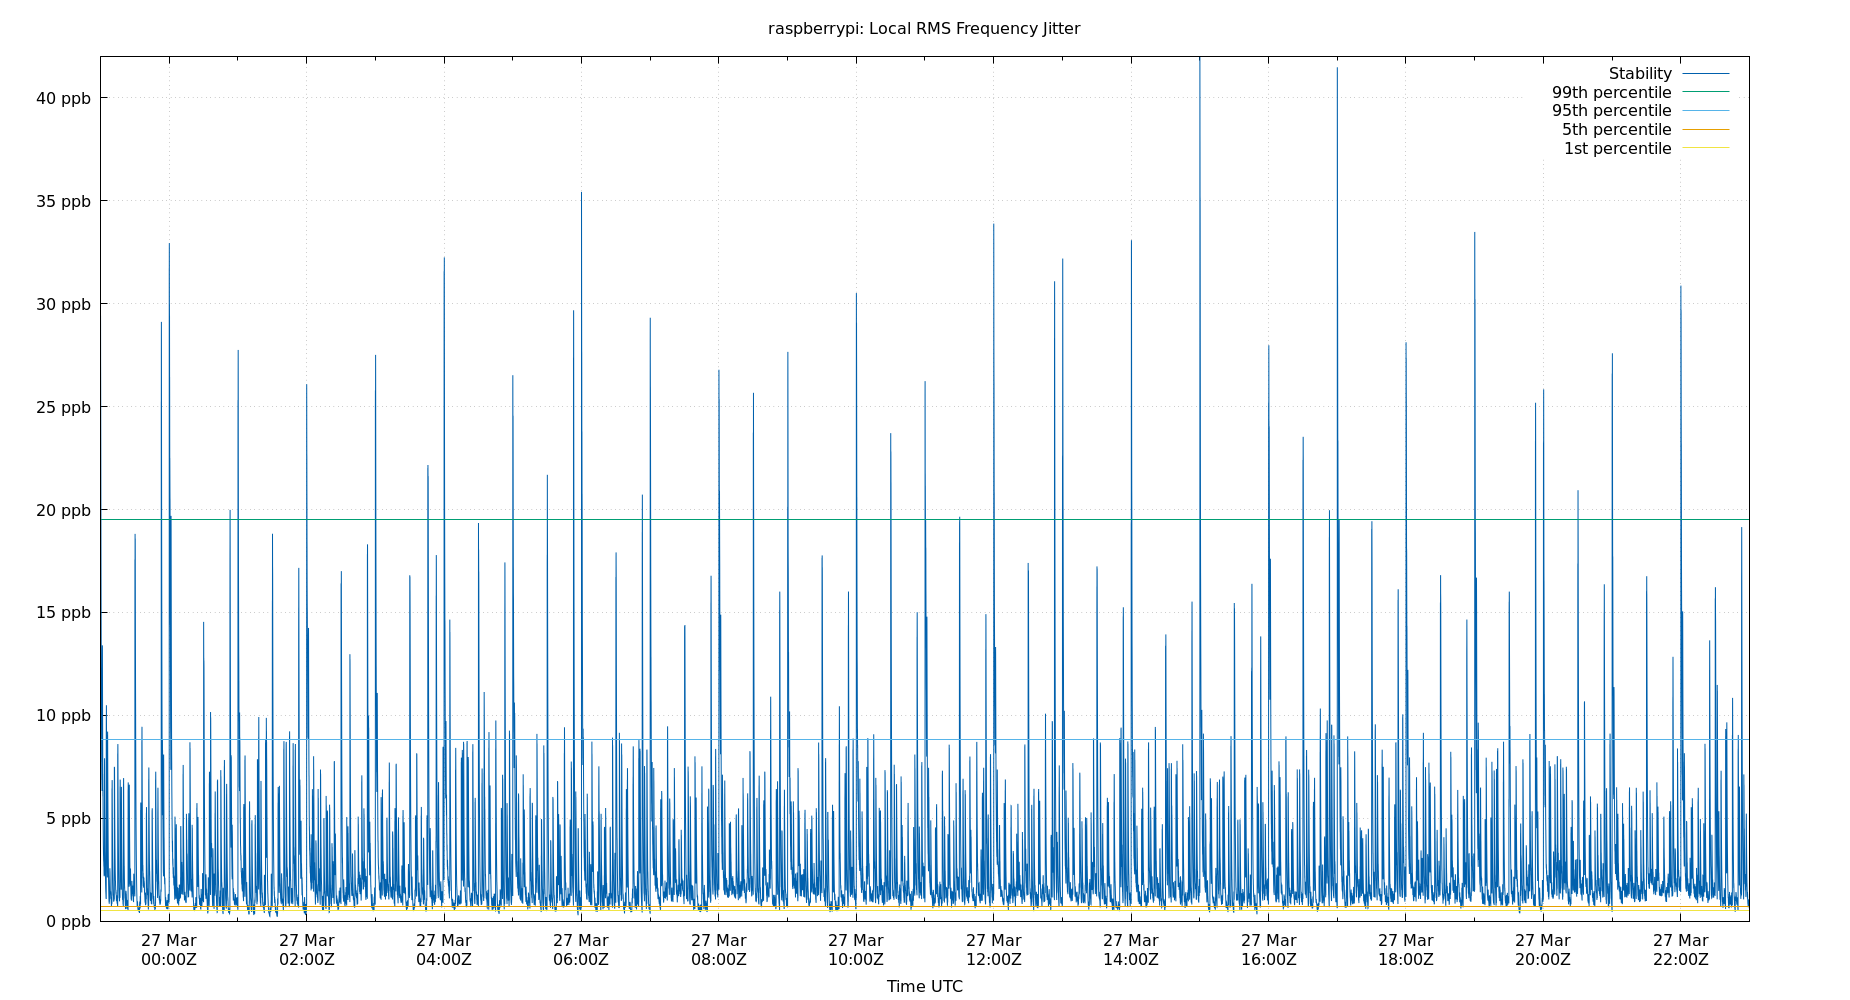 raspberrypi: Local RMS Frequency Jitter
Stability
99th percentile
95th percentile
5th percentile
1st percentile
40 ppb
35 ppb
30 ppb
25 ppb
20 ppb
15 ppb
10 ppb
5 ppb
0 ppb
27 Mar 27 Mar 27 Mar 27 Mar 27 Mar 27 Mar 27 Mar 27 Mar 27 Mar 27 Mar 27 Mar 27 Mar
00:00Z 02:00Z 04:00Z 06:00Z 08:00Z 10:00Z 12:00Z 14:00Z 16:00Z 18:00Z 20:00Z 22:00Z
Time UTC